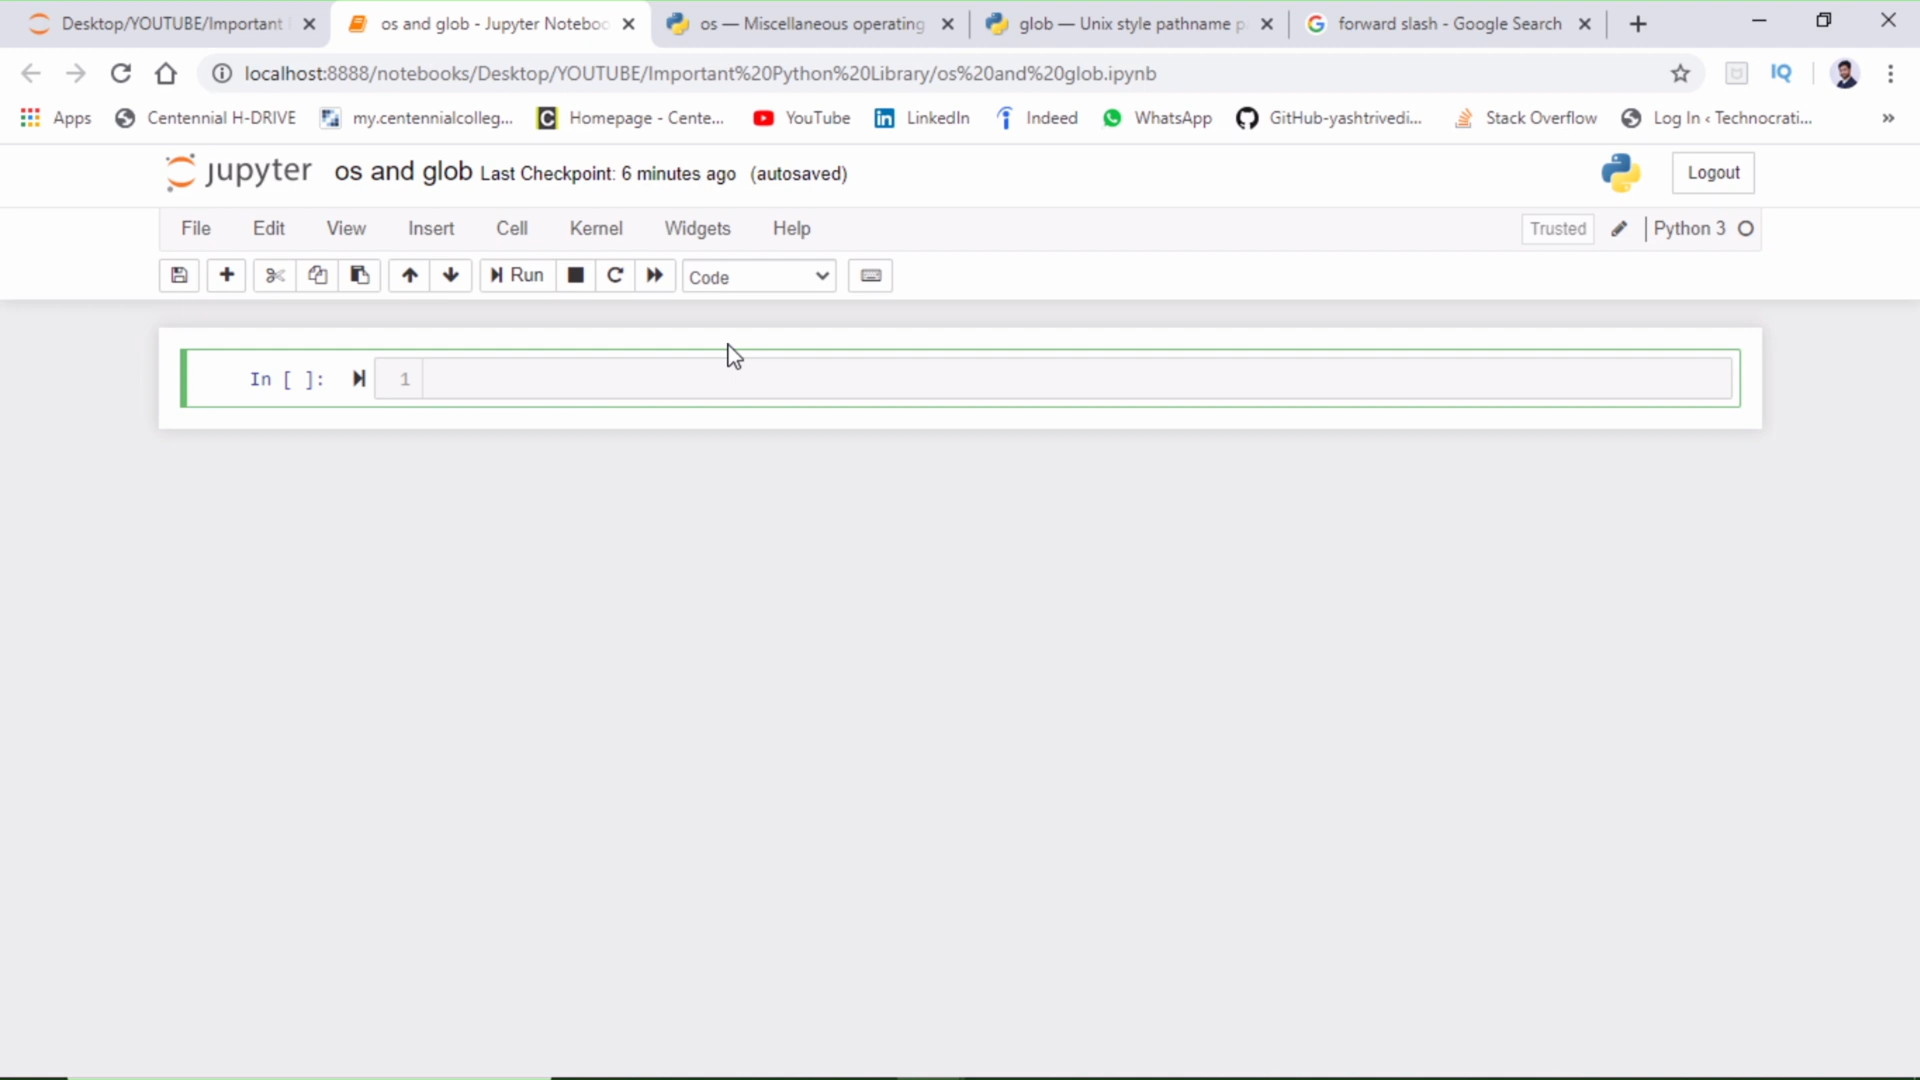 Desktop/YOUTUBE/Important
os and glob - Jupyter Noteboo
os — Miscellaneous operating
glob — Unix style pathname p
forward slash - Google Search
localhost:8888/notebooks/Desktop/YOUTUBE/Important%20Python%20Library/os%20and%20glob.ipynb
IQ
Apps
Centennial H-DRIVE
my.centennialcolleg...
Homepage - Cente...
YouTube
LinkedIn
Indeed
WhatsApp
GitHub-yashtrivedi...
Stack Overflow
Log In ‹ Technocrati...
»
jupyter os and glob Last Checkpoint: 6 minutes ago (autosaved)
Logout
File Edit View Insert Cell Kernel Widgets Help
Trusted Python 3
Run Code
In [ ]: 1